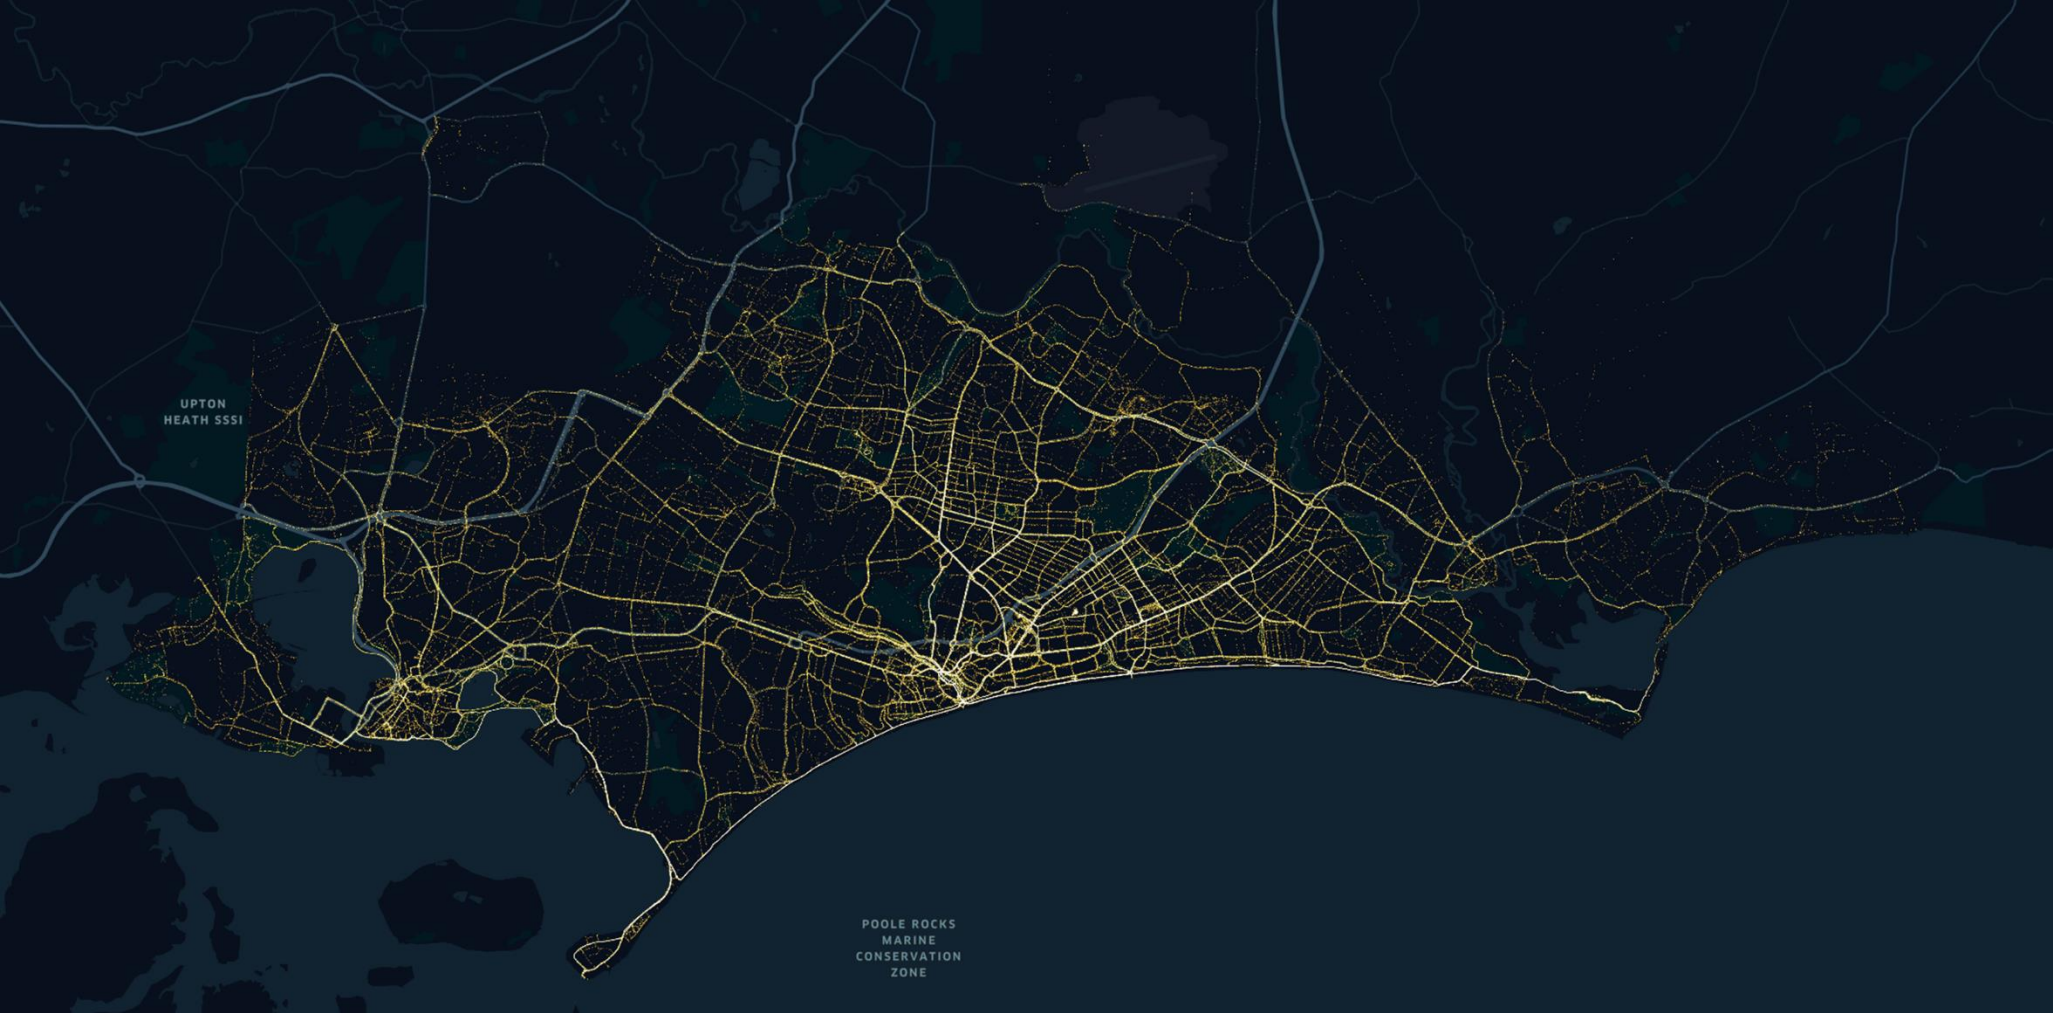 UPTON
HEATH SSSI
POOLE ROCKS
MARINE
CONSERVATION
ZONE